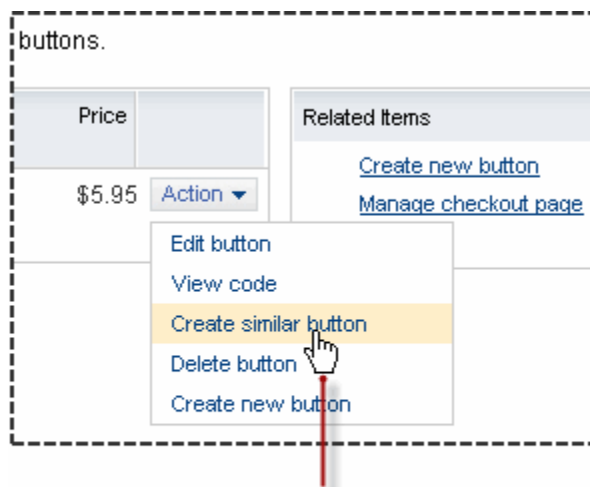 buttons.
Price
Related Items
Create new button
$5.95 Action
Manage checkout page
Edit button
View code
Create similar button
Delete button
Create new button